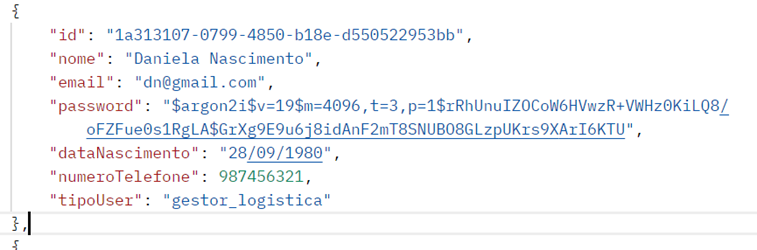 {
"id": "1a313107-0799-4850-b18e-d550522953bb",
"nome": "Daniela Nascimento",
"email": "dn@gmail.com",
"password": "$argon2i$v=19$m=4096,t=3,p=1$rRhUnuIZOCoW6HVwzR+VWHz0KiLQ8/
oFZFue0s1RgLA$GrXg9E9u6j8idAnF2mT8SNUBO8GLzpUKrs9XArI6KTU",
"dataNascimento": "28/09/1980",
"numeroTelefone": 987456321,
"tipoUser": "gestor_logistica"
},
{